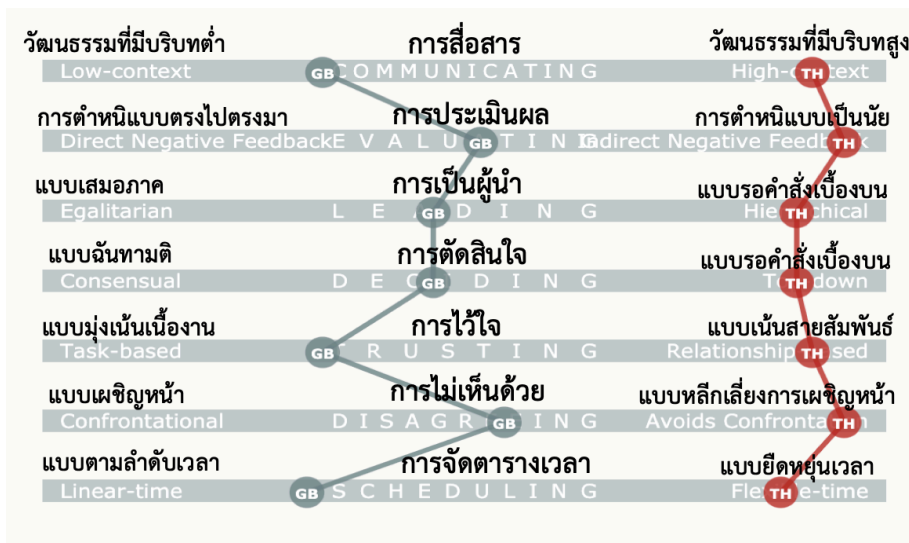 วัฒนธรรมที่มีบริบทต่ำ การสื่อสาร วัฒนธรรมที่มีบริบทสูง
Low-context GB COMMUNICATING High-c TH text
การตำหนิแบบตรงไปตรงมา การประเมินผล การตำหนิแบบเป็นนัย
Direct Negative Feedback EVALU GB TING Indirect Negative Feedb TH k
แบบเสมอภาค การเป็นผู้นำ แบบรอคำสั่งเบื้องบน
Egalitarian LE GB DING Hie TH chical
แบบฉันทามติ การตัดสินใจ แบบรอคำสั่งเบื้องบน
Consensual DEC GB DING T TH down
แบบมุ่งเน้นเนื้องาน การไว้ใจ แบบเน้นสายสัมพันธ์
Task-based GB TRUSTING Relationship TH sed
แบบเผชิญหน้า การไม่เห็นด้วย แบบหลีกเลี่ยงการเผชิญหน้า
Confrontational DISAGR GB ING Avoids Confronta TH n
แบบตามลำดับเวลา การจัดตารางเวลา แบบยืดหยุ่นเวลา
Linear-time GB SCHEDULING Fle TH e-time